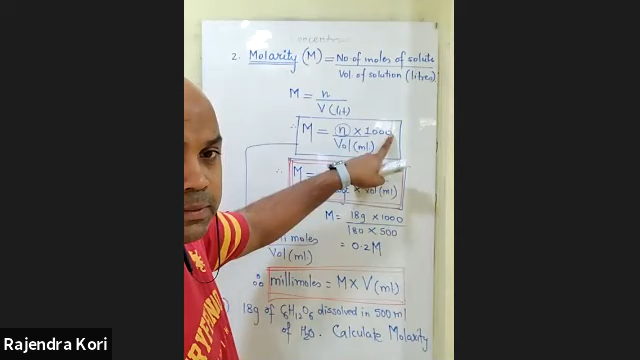 2. Molarity (M) = No of moles of solute
Vol. of solution (litres)
M = n
V (lit)
∴ M = n × 1000
Vol (ml.)
∴ M =
× Vol (ml)
M = 18g × 1000
180 × 500
moles
Vol (ml.)
= 0.2M
∴ millimoles = M × V (ml)
18g of C6H12O6 dissolved in 500 ml
of H2O. Calculate Molarity
Rajendra Kori